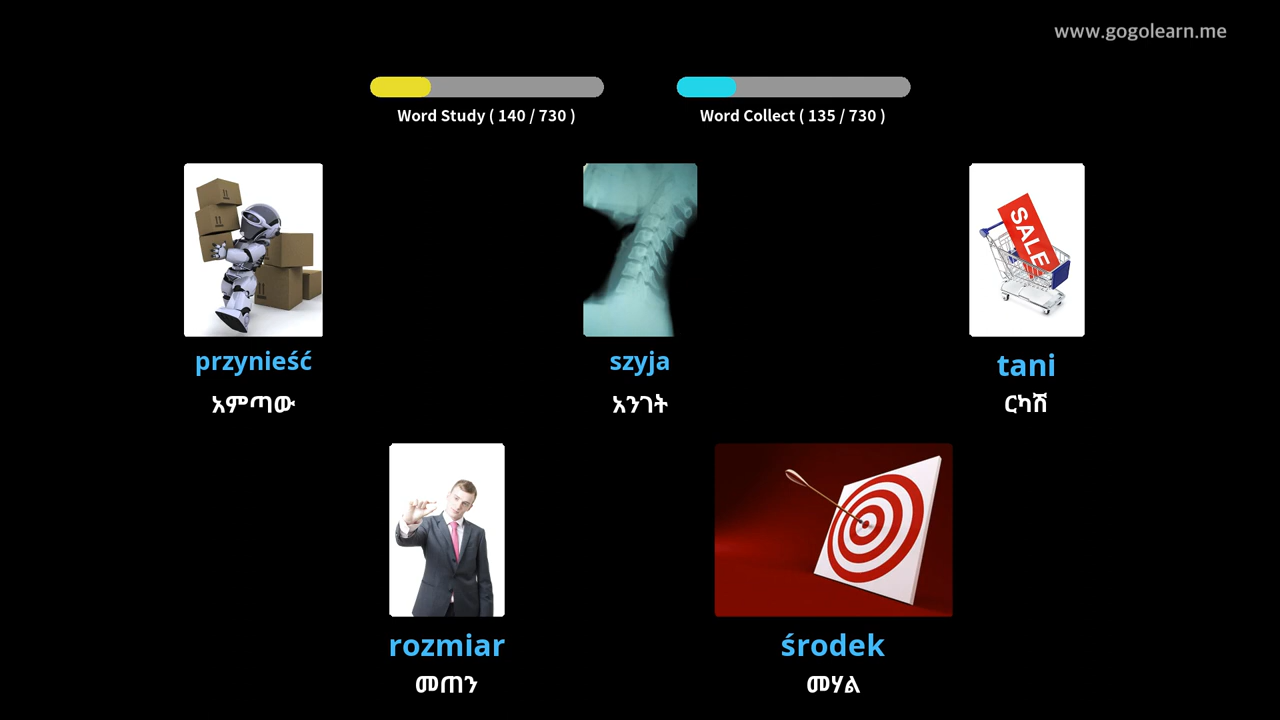 www.gogolearn.me
Word Study ( 140 / 730 )
Word Collect ( 135 / 730 )
SALE
przynieść
szyja
tani
አምጣው
አንገት
ርካሽ
rozmiar
środek
መጠን
መሃል